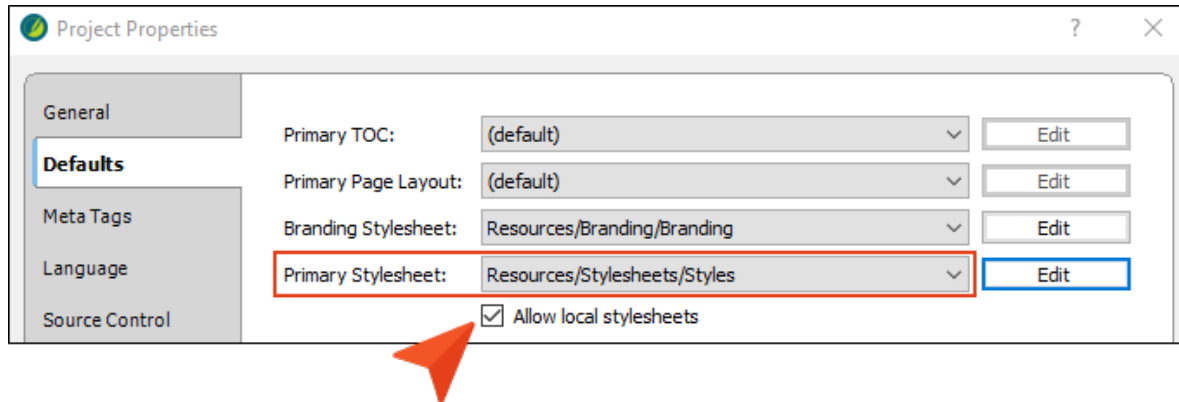 Project Properties ?
General
Defaults
Meta Tags
Language
Source Control
Primary TOC: (default) Edit
Primary Page Layout: (default) Edit
Branding Stylesheet: Resources/Branding/Branding Edit
Primary Stylesheet: Resources/Stylesheets/Styles Edit
Allow local stylesheets